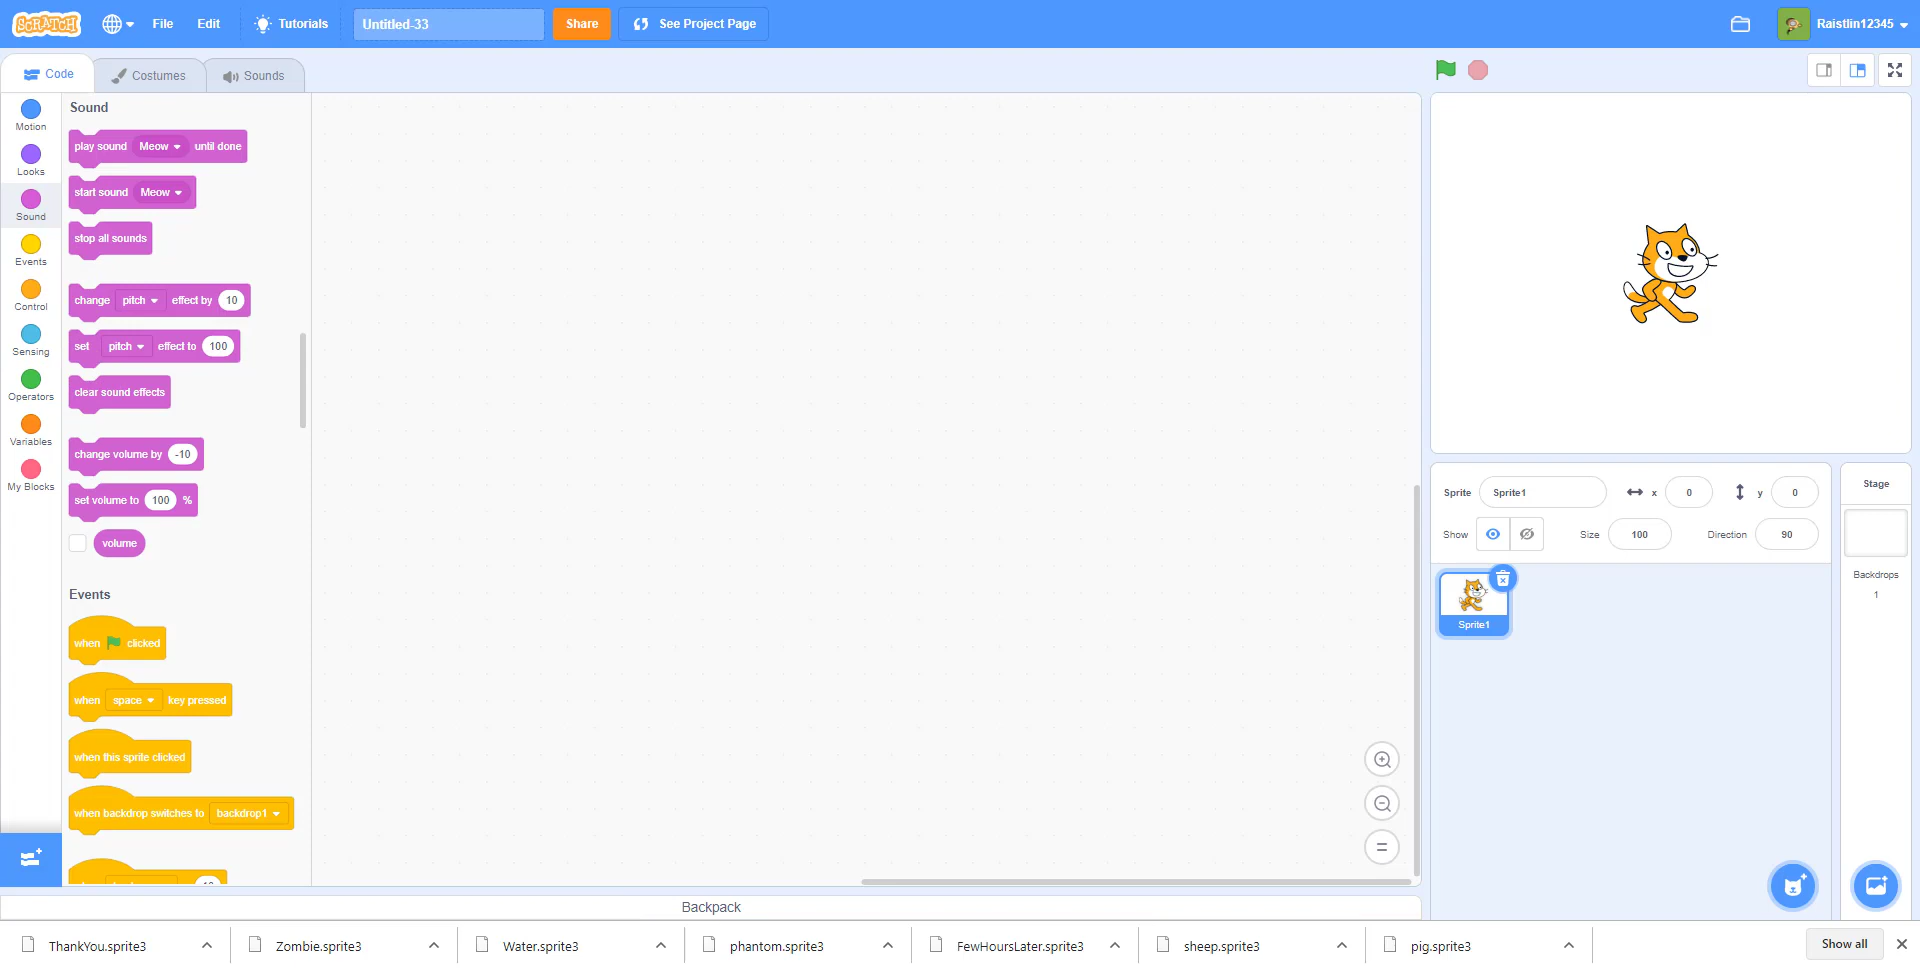 SCRATCH File Edit Tutorials Untitled-33 Share See Project Page Raistlin12345
Code Costumes Sounds
Motion
Looks
Sound
Events
Control
Sensing
Operators
Variables
My Blocks
Sound
play sound Meow until done
start sound Meow
stop all sounds
change pitch effect by 10
set pitch effect to 100
clear sound effects
change volume by -10
set volume to 100 %
volume
Events
when clicked
when space key pressed
when this sprite clicked
when backdrop switches to backdrop1
Sprite Sprite1 x 0 y 0
Show Size 100 Direction 90
Sprite1
Stage
Backdrops
1
Backpack
ThankYou.sprite3 Zombie.sprite3 Water.sprite3 phantom.sprite3 FewHoursLater.sprite3 sheep.sprite3 pig.sprite3 Show all